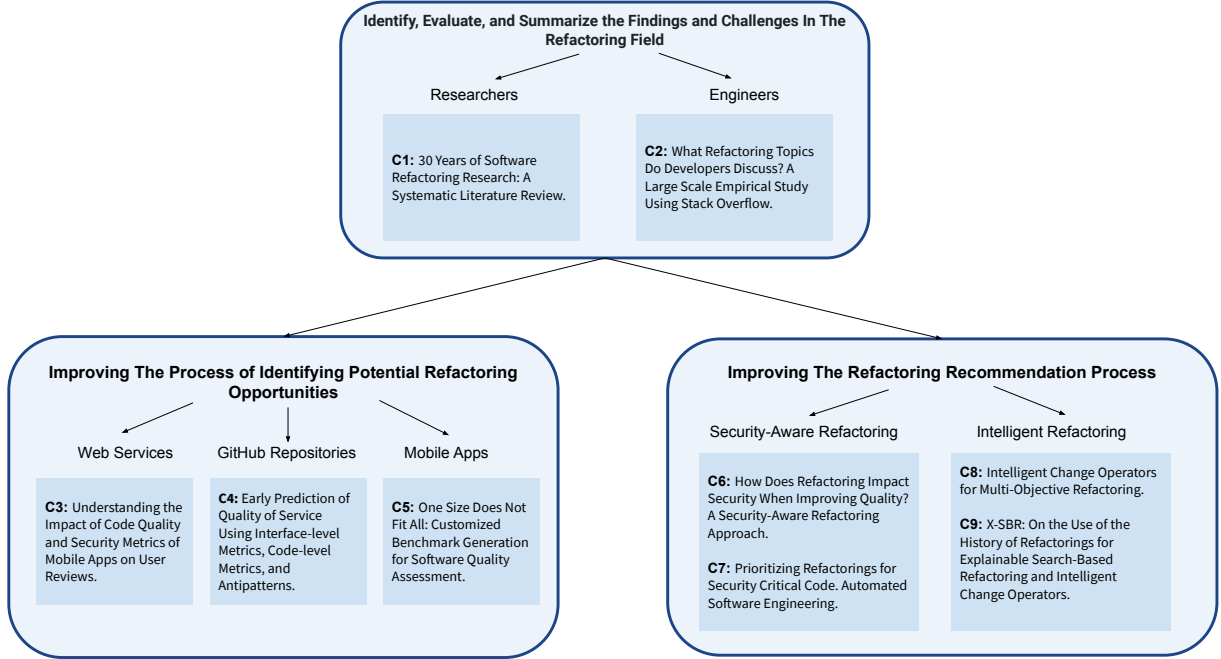 Identify, Evaluate, and Summarize the Findings and Challenges In The
Refactoring Field
Researchers
Engineers
C1: 30 Years of Software
Refactoring Research: A
Systematic Literature Review.
C2: What Refactoring Topics
Do Developers Discuss? A
Large Scale Empirical Study
Using Stack Overflow.
Improving The Process of Identifying Potential Refactoring
Opportunities
Web Services
GitHub Repositories
Mobile Apps
C3: Understanding the
Impact of Code Quality
and Security Metrics of
Mobile Apps on User
Reviews.
C4: Early Prediction of
Quality of Service
Using Interface-level
Metrics, Code-level
Metrics, and
Antipatterns.
C5: One Size Does Not
Fit All: Customized
Benchmark Generation
for Software Quality
Assessment.
Improving The Refactoring Recommendation Process
Security-Aware Refactoring
Intelligent Refactoring
C6: How Does Refactoring Impact
Security When Improving Quality?
A Security-Aware Refactoring
Approach.
C7: Prioritizing Refactorings for
Security Critical Code. Automated
Software Engineering.
C8: Intelligent Change Operators
for Multi-Objective Refactoring.
C9: X-SBR: On the Use of the
History of Refactorings for
Explainable Search-Based
Refactoring and Intelligent
Change Operators.